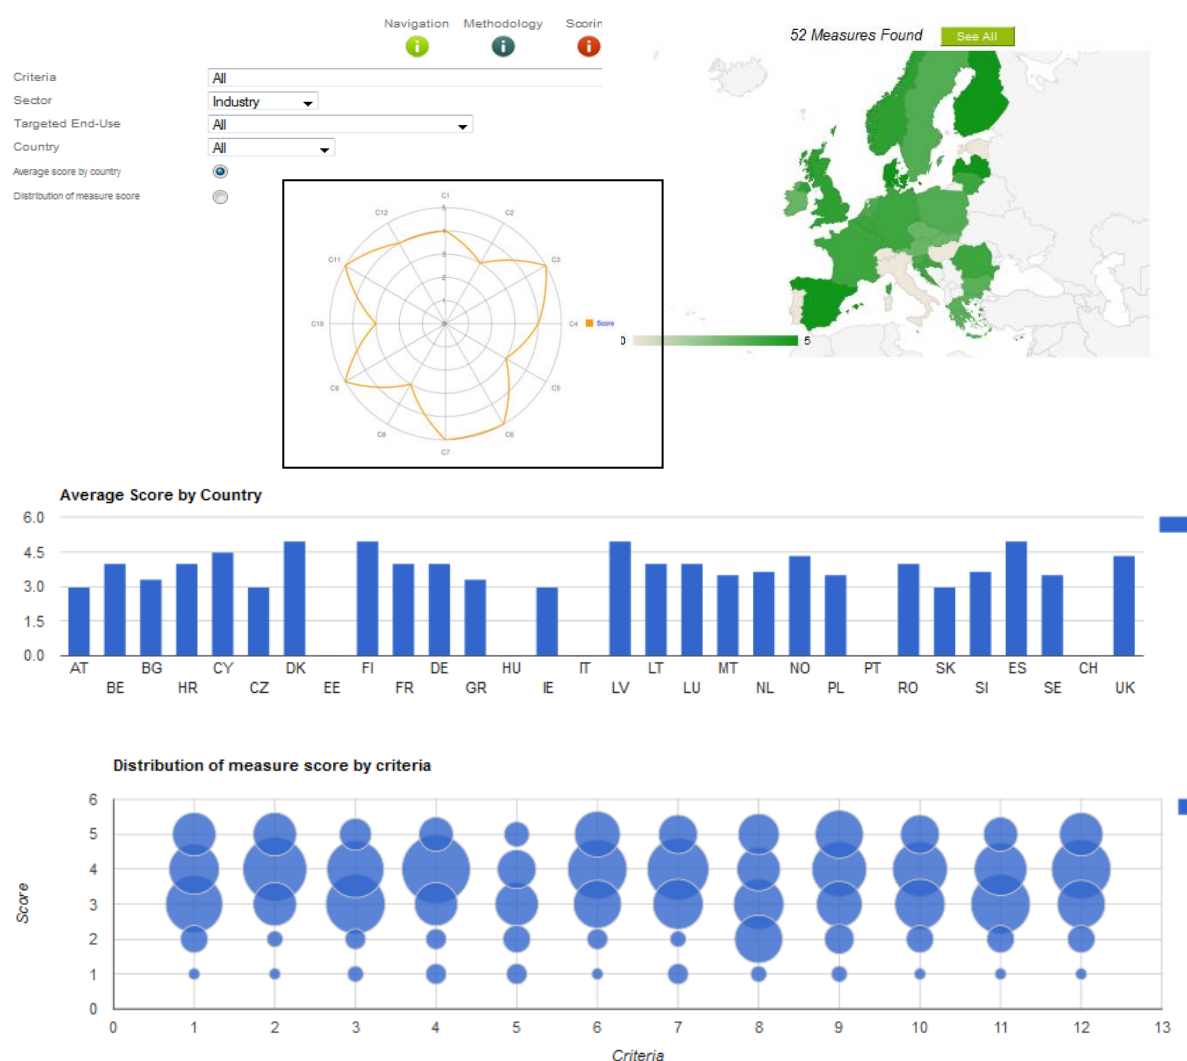 Navigation Methodology Scorin
52 Measures Found See All
Criteria All
Sector Industry
Targeted End-Use All
Country All
Average score by country
Distribution of measure score
C1
C12 C2
5
4
C11 C3
3
2
1
C10 0 C4 Score
C9 C5
C8 C6
C7
0 5
Average Score by Country
6.0
4.5
3.0
1.5
0.0
AT BG CY DK FI DE HU IT LT MT NO PT SK ES CH
BE HR CZ EE FR GR IE LV LU NL PL RO SI SE UK
Distribution of measure score by criteria
6
5
4
3
2
1
0
Score
0 1 2 3 4 5 6 7 8 9 10 11 12 13
Criteria